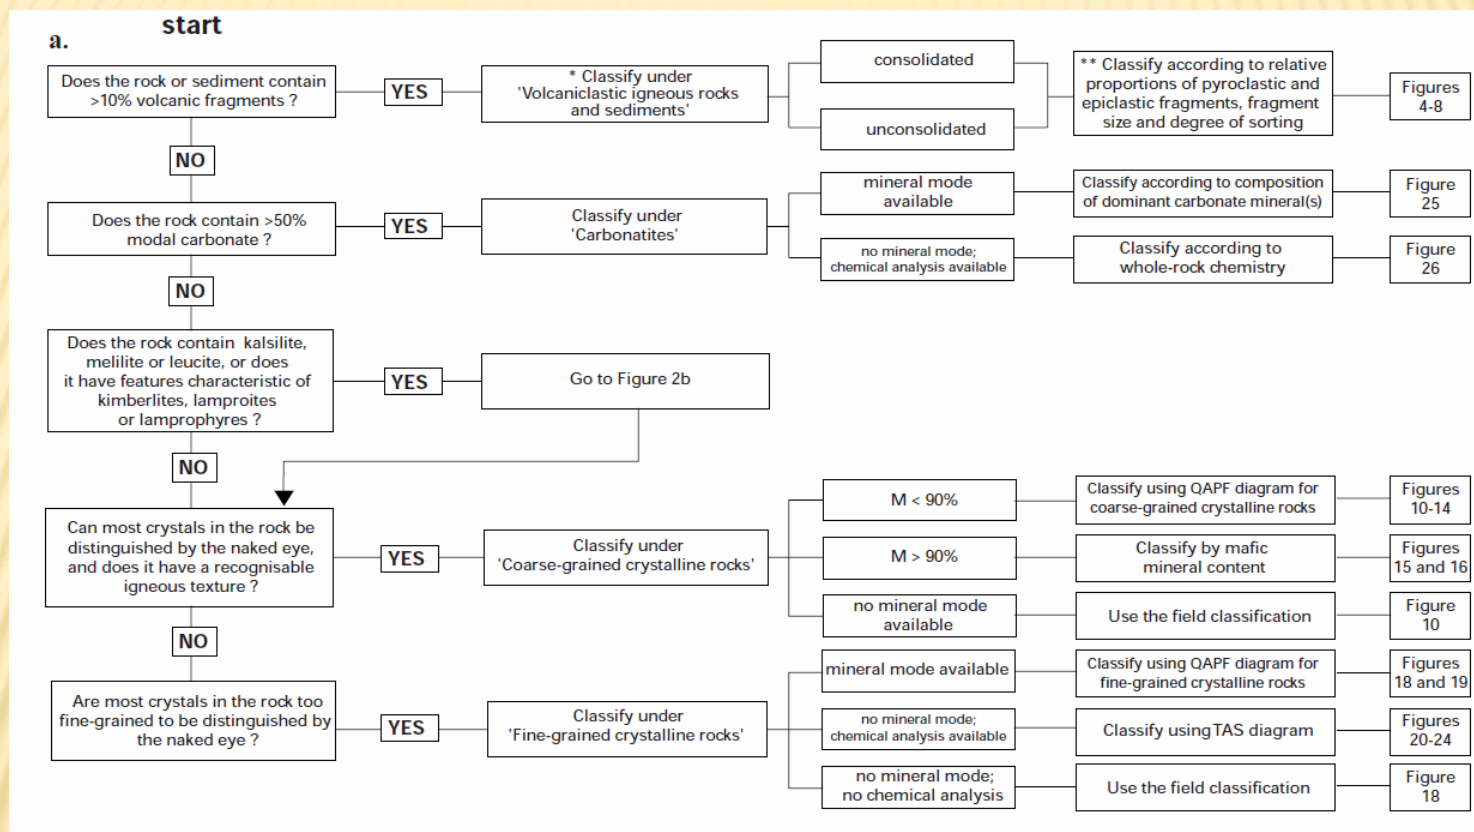 start
a.
Does the rock or sediment contain
>10% volcanic fragments ?
YES
* Classify under
'Volcaniclastic igneous rocks
and sediments'
consolidated
unconsolidated
** Classify according to relative
proportions of pyroclastic and
epiclastic fragments, fragment
size and degree of sorting
Figures
4-8
NO
Does the rock contain >50%
modal carbonate ?
YES
Classify under
'Carbonatites'
mineral mode
available
Classify according to composition
of dominant carbonate mineral(s)
Figure
25
no mineral mode;
chemical analysis available
Classify according to
whole-rock chemistry
Figure
26
NO
Does the rock contain kalsilite,
melilite or leucite, or does
it have features characteristic of
kimberlites, lamproites
or lamprophyres ?
YES
Go to Figure 2b
NO
Can most crystals in the rock be
distinguished by the naked eye,
and does it have a recognisable
igneous texture ?
YES
Classify under
'Coarse-grained crystalline rocks'
M < 90%
Classify using QAPF diagram for
coarse-grained crystalline rocks
Figures
10-14
M > 90%
Classify by mafic
mineral content
Figures
15 and 16
no mineral mode
available
Use the field classification
Figure
10
NO
Are most crystals in the rock too
fine-grained to be distinguished by
the naked eye ?
YES
Classify under
'Fine-grained crystalline rocks'
mineral mode available
Classify using QAPF diagram for
fine-grained crystalline rocks
Figures
18 and 19
no mineral mode;
chemical analysis available
Classify using TAS diagram
Figures
20-24
no mineral mode;
no chemical analysis
Use the field classification
Figure
18